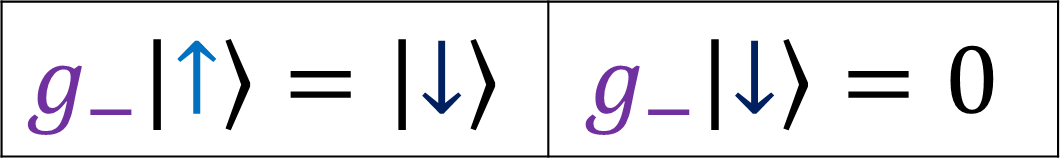 g₋|↑⟩ = |↓⟩
g₋|↓⟩ = 0